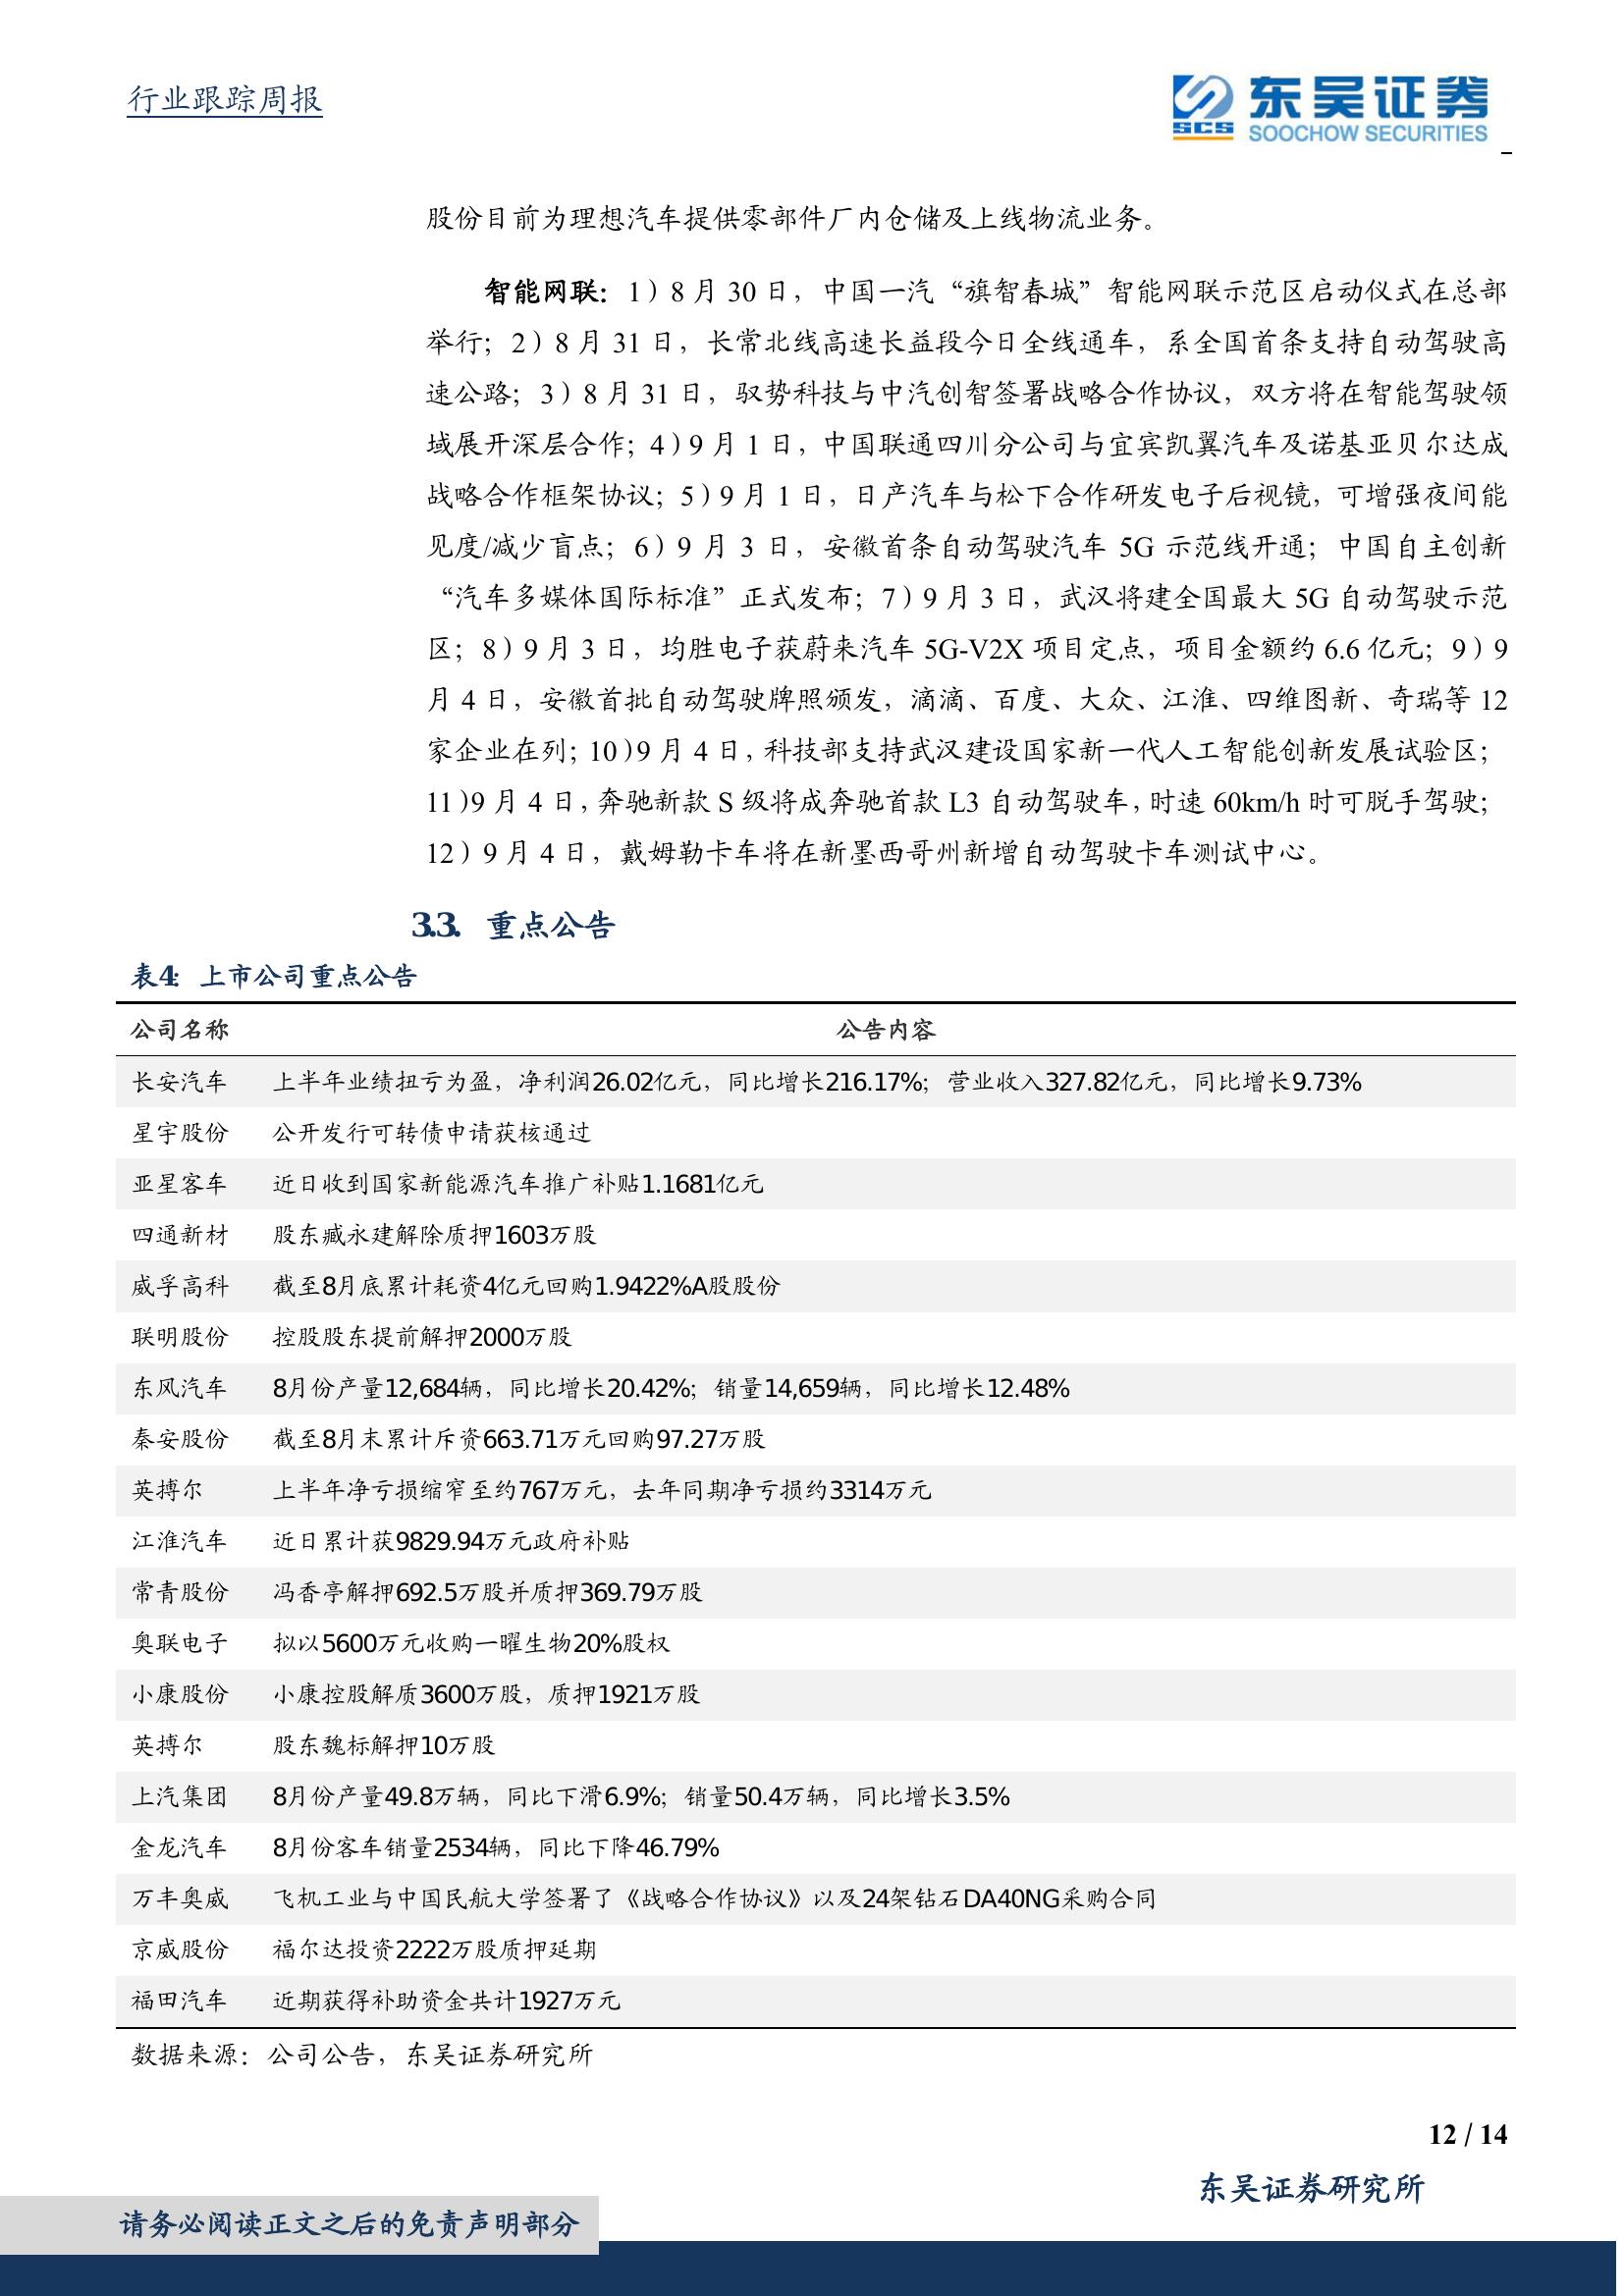 行业跟踪周报
东吴证券
SCS
SOOCHOW SECURITIES
股份目前为理想汽车提供零部件厂内仓储及上线物流业务。
智能网联：1）8 月 30 日，中国一汽“旗智春城”智能网联示范区启动仪式在总部
举行；2）8 月 31 日，长常北线高速长益段今日全线通车，系全国首条支持自动驾驶高
速公路；3）8 月 31 日，驭势科技与中汽创智签署战略合作协议，双方将在智能驾驶领
域展开深层合作；4）9 月 1 日，中国联通四川分公司与宜宾凯翼汽车及诺基亚贝尔达成
战略合作框架协议；5）9 月 1 日，日产汽车与松下合作研发电子后视镜，可增强夜间能
见度/减少盲点；6）9 月 3 日，安徽首条自动驾驶汽车 5G 示范线开通；中国自主创新
“汽车多媒体国际标准”正式发布；7）9 月 3 日，武汉将建全国最大 5G 自动驾驶示范
区；8）9 月 3 日，均胜电子获蔚来汽车 5G-V2X 项目定点，项目金额约 6.6 亿元；9）9
月 4 日，安徽首批自动驾驶牌照颁发，滴滴、百度、大众、江淮、四维图新、奇瑞等 12
家企业在列；10）9 月 4 日，科技部支持武汉建设国家新一代人工智能创新发展试验区；
11）9 月 4 日，奔驰新款 S 级将成奔驰首款 L3 自动驾驶车，时速 60km/h 时可脱手驾驶；
12）9 月 4 日，戴姆勒卡车将在新墨西哥州新增自动驾驶卡车测试中心。
3.3. 重点公告
表4：上市公司重点公告
公司名称 公告内容
长安汽车 上半年业绩扭亏为盈，净利润26.02亿元，同比增长216.17%；营业收入327.82亿元，同比增长9.73%
星宇股份 公开发行可转债申请获核通过
亚星客车 近日收到国家新能源汽车推广补贴1.1681亿元
四通新材 股东臧永建解除质押1603万股
威孚高科 截至8月底累计耗资4亿元回购1.9422%A股股份
联明股份 控股股东提前解押2000万股
东风汽车 8月份产量12,684辆，同比增长20.42%；销量14,659辆，同比增长12.48%
秦安股份 截至8月末累计斥资663.71万元回购97.27万股
英搏尔 上半年净亏损缩窄至约767万元，去年同期净亏损约3314万元
江淮汽车 近日累计获9829.94万元政府补贴
常青股份 冯香亭解押692.5万股并质押369.79万股
奥联电子 拟以5600万元收购一曜生物20%股权
小康股份 小康控股解质3600万股，质押1921万股
英搏尔 股东魏标解押10万股
上汽集团 8月份产量49.8万辆，同比下滑6.9%；销量50.4万辆，同比增长3.5%
金龙汽车 8月份客车销量2534辆，同比下降46.79%
万丰奥威 飞机工业与中国民航大学签署了《战略合作协议》以及24架钻石DA40NG采购合同
京威股份 福尔达投资2222万股质押延期
福田汽车 近期获得补助资金共计1927万元
数据来源：公司公告，东吴证券研究所
12 / 14
东吴证券研究所
请务必阅读正文之后的免责声明部分